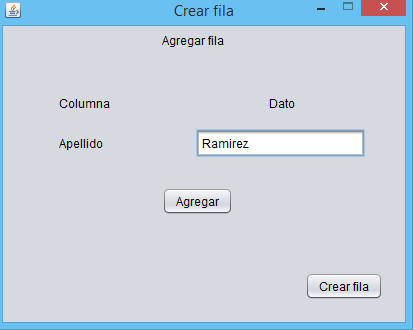 Crear fila
Agregar fila
Columna Dato
Apellido Ramirez
Agregar
Crear fila